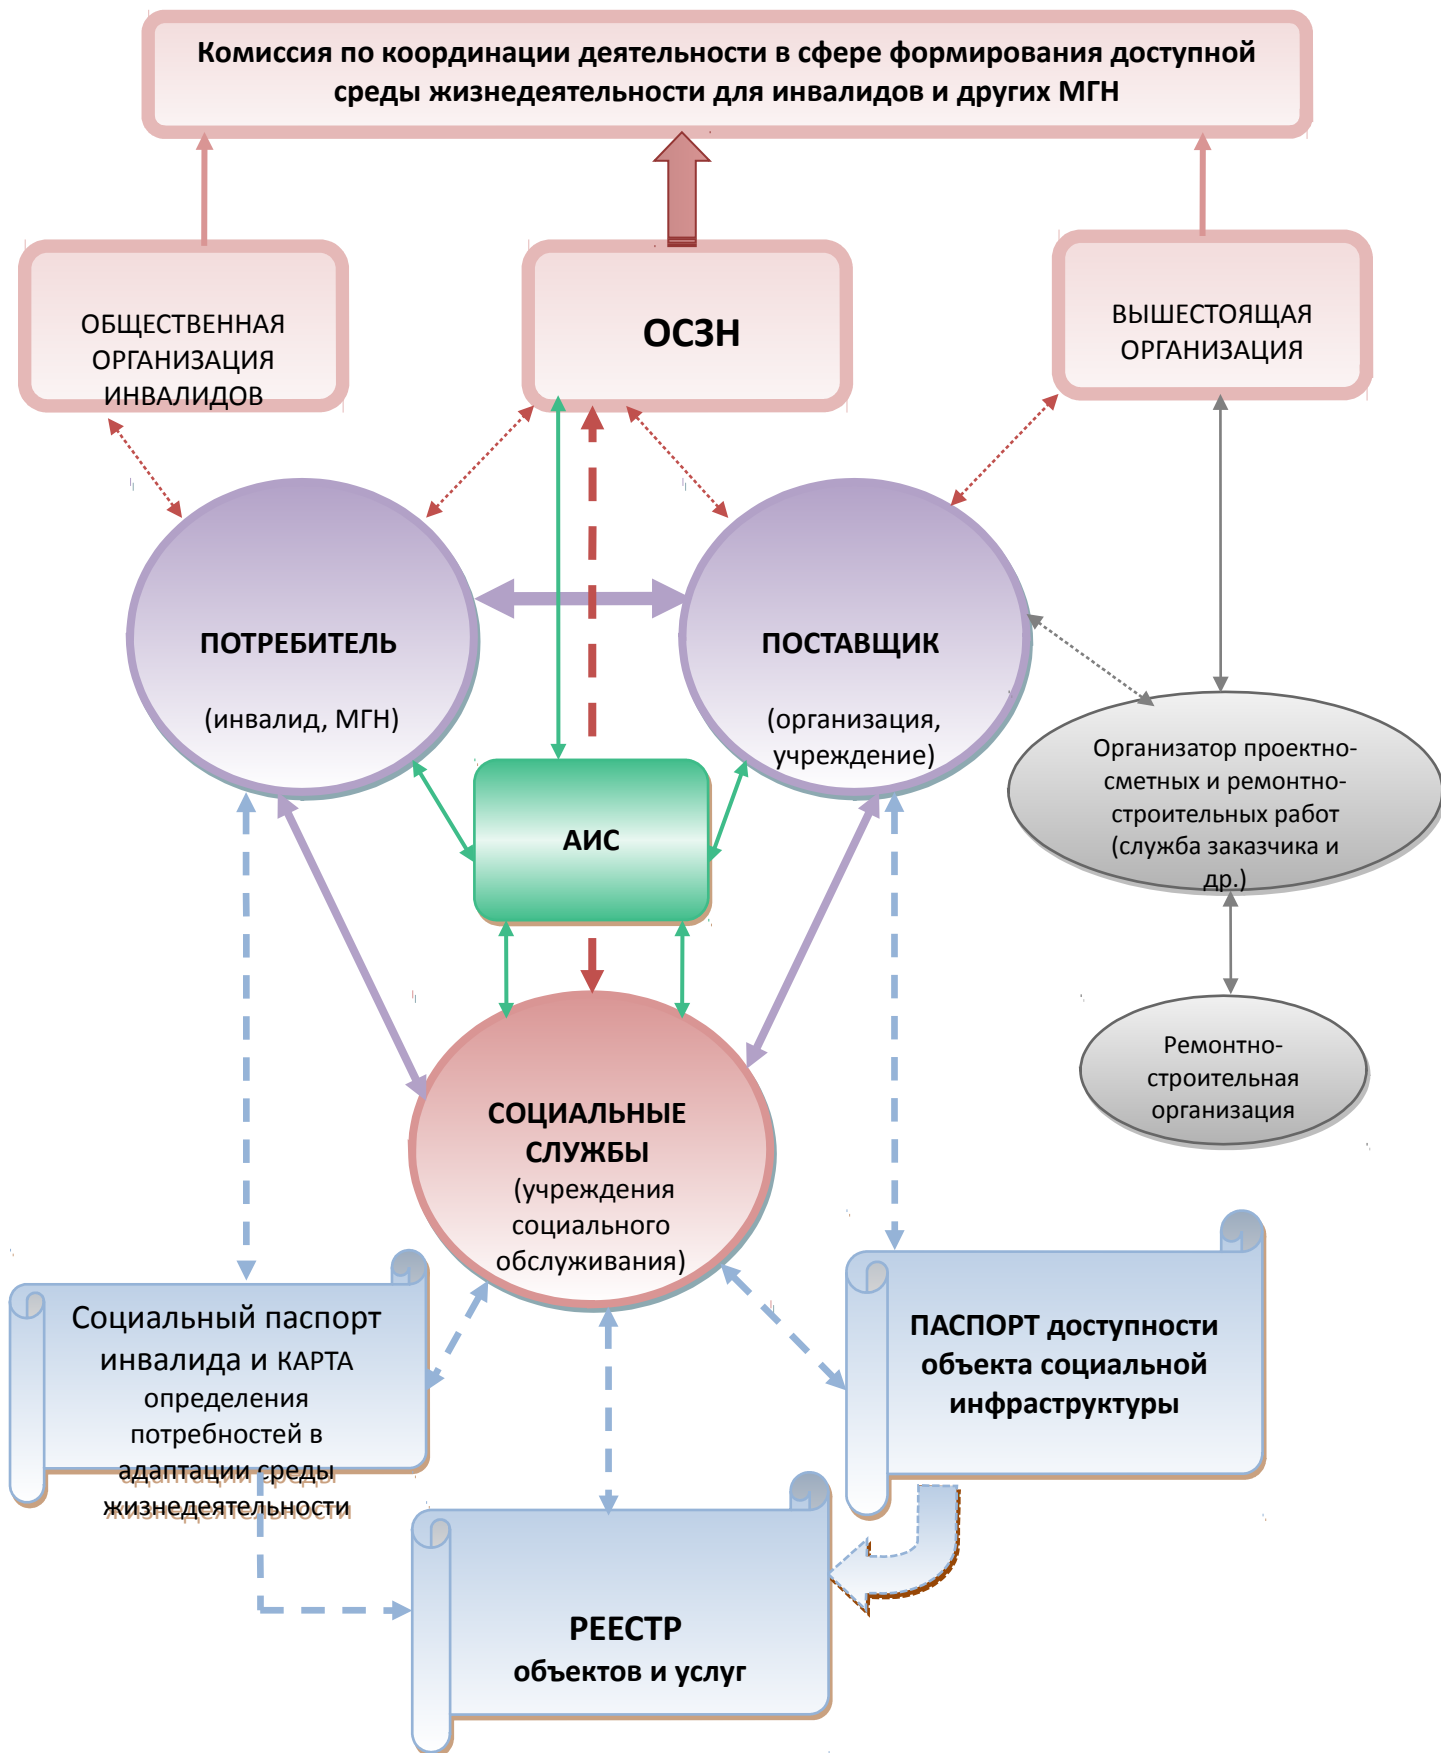 Комиссия по координации деятельности в сфере формирования доступной
среды жизнедеятельности для инвалидов и других МГН
ОБЩЕСТВЕННАЯ
ОРГАНИЗАЦИЯ
ИНВАЛИДОВ
ОСЗН
ВЫШЕСТОЯЩАЯ
ОРГАНИЗАЦИЯ
ПОТРЕБИТЕЛЬ
(инвалид, МГН)
ПОСТАВЩИК
(организация,
учреждение)
Организатор проектно-
сметных и ремонтно-
строительных работ
(служба заказчика и
др.)
АИС
Ремонтно-
строительная
организация
СОЦИАЛЬНЫЕ
СЛУЖБЫ
(учреждения
социального
обслуживания)
Социальный паспорт
инвалида и КАРТА
определения
потребностей в
адаптации среды
жизнедеятельности
ПАСПОРТ доступности
объекта социальной
инфраструктуры
РЕЕСТР
объектов и услуг